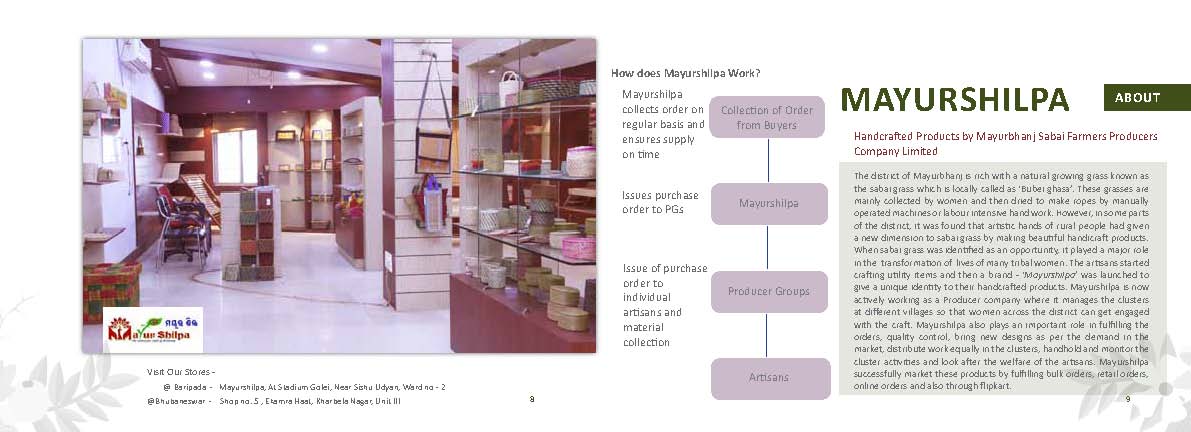 ମୟୂର ଶିଳ୍ପ
Mayur Shilpa
Visit Our Stores -
@ Baripada - Mayurshilpa, At Stadium Golei, Near Sishu Udyan, Ward no - 2
@Bhubaneswar - Shop no. 5 , Ekamra Haat, Kharbela Nagar, Unit III
8
How does Mayurshilpa Work?
Mayurshilpa
collects order on
regular basis and
ensures supply
on time
Collection of Order
from Buyers
Issues purchase
order to PGs
Mayurshilpa
Issue of purchase
order to
individual
artisans and
material
collection
Producer Groups
Artisans
MAYURSHILPA
ABOUT
Handcrafted Products by Mayurbhanj Sabai Farmers Producers
Company Limited
The district of Mayurbhanj is rich with a natural growing grass known as
the sabai grass which is locally called as ‘Bubei ghasa’. These grasses are
mainly collected by women and then dried to make ropes by manually
operated machines or labour intensive hand work. However, in some parts
of the district, it was found that artistic hands of rural people had given
a new dimension to sabai grass by making beautiful handicraft products.
When sabai grass was identified as an opportunity, it played a major role
in the transformation of lives of many tribal women. The artisans started
crafting utility items and then a brand - ‘Mayurshilpa’ was launched to
give a unique identity to their handcrafted products. Mayurshilpa is now
actively working as a Producer company where it manages the clusters
at different villages so that women across the district can get engaged
with the craft. Mayurshilpa also plays an important role in fulfilling the
orders, quality control, bring new designs as per the demand in the
market, distribute work equally in the clusters, handhold and monitor the
cluster activities and look after the welfare of the artisans. Mayurshilpa
successfully market these products by fulfilling bulk orders, retail orders,
online orders and also through flipkart.
9